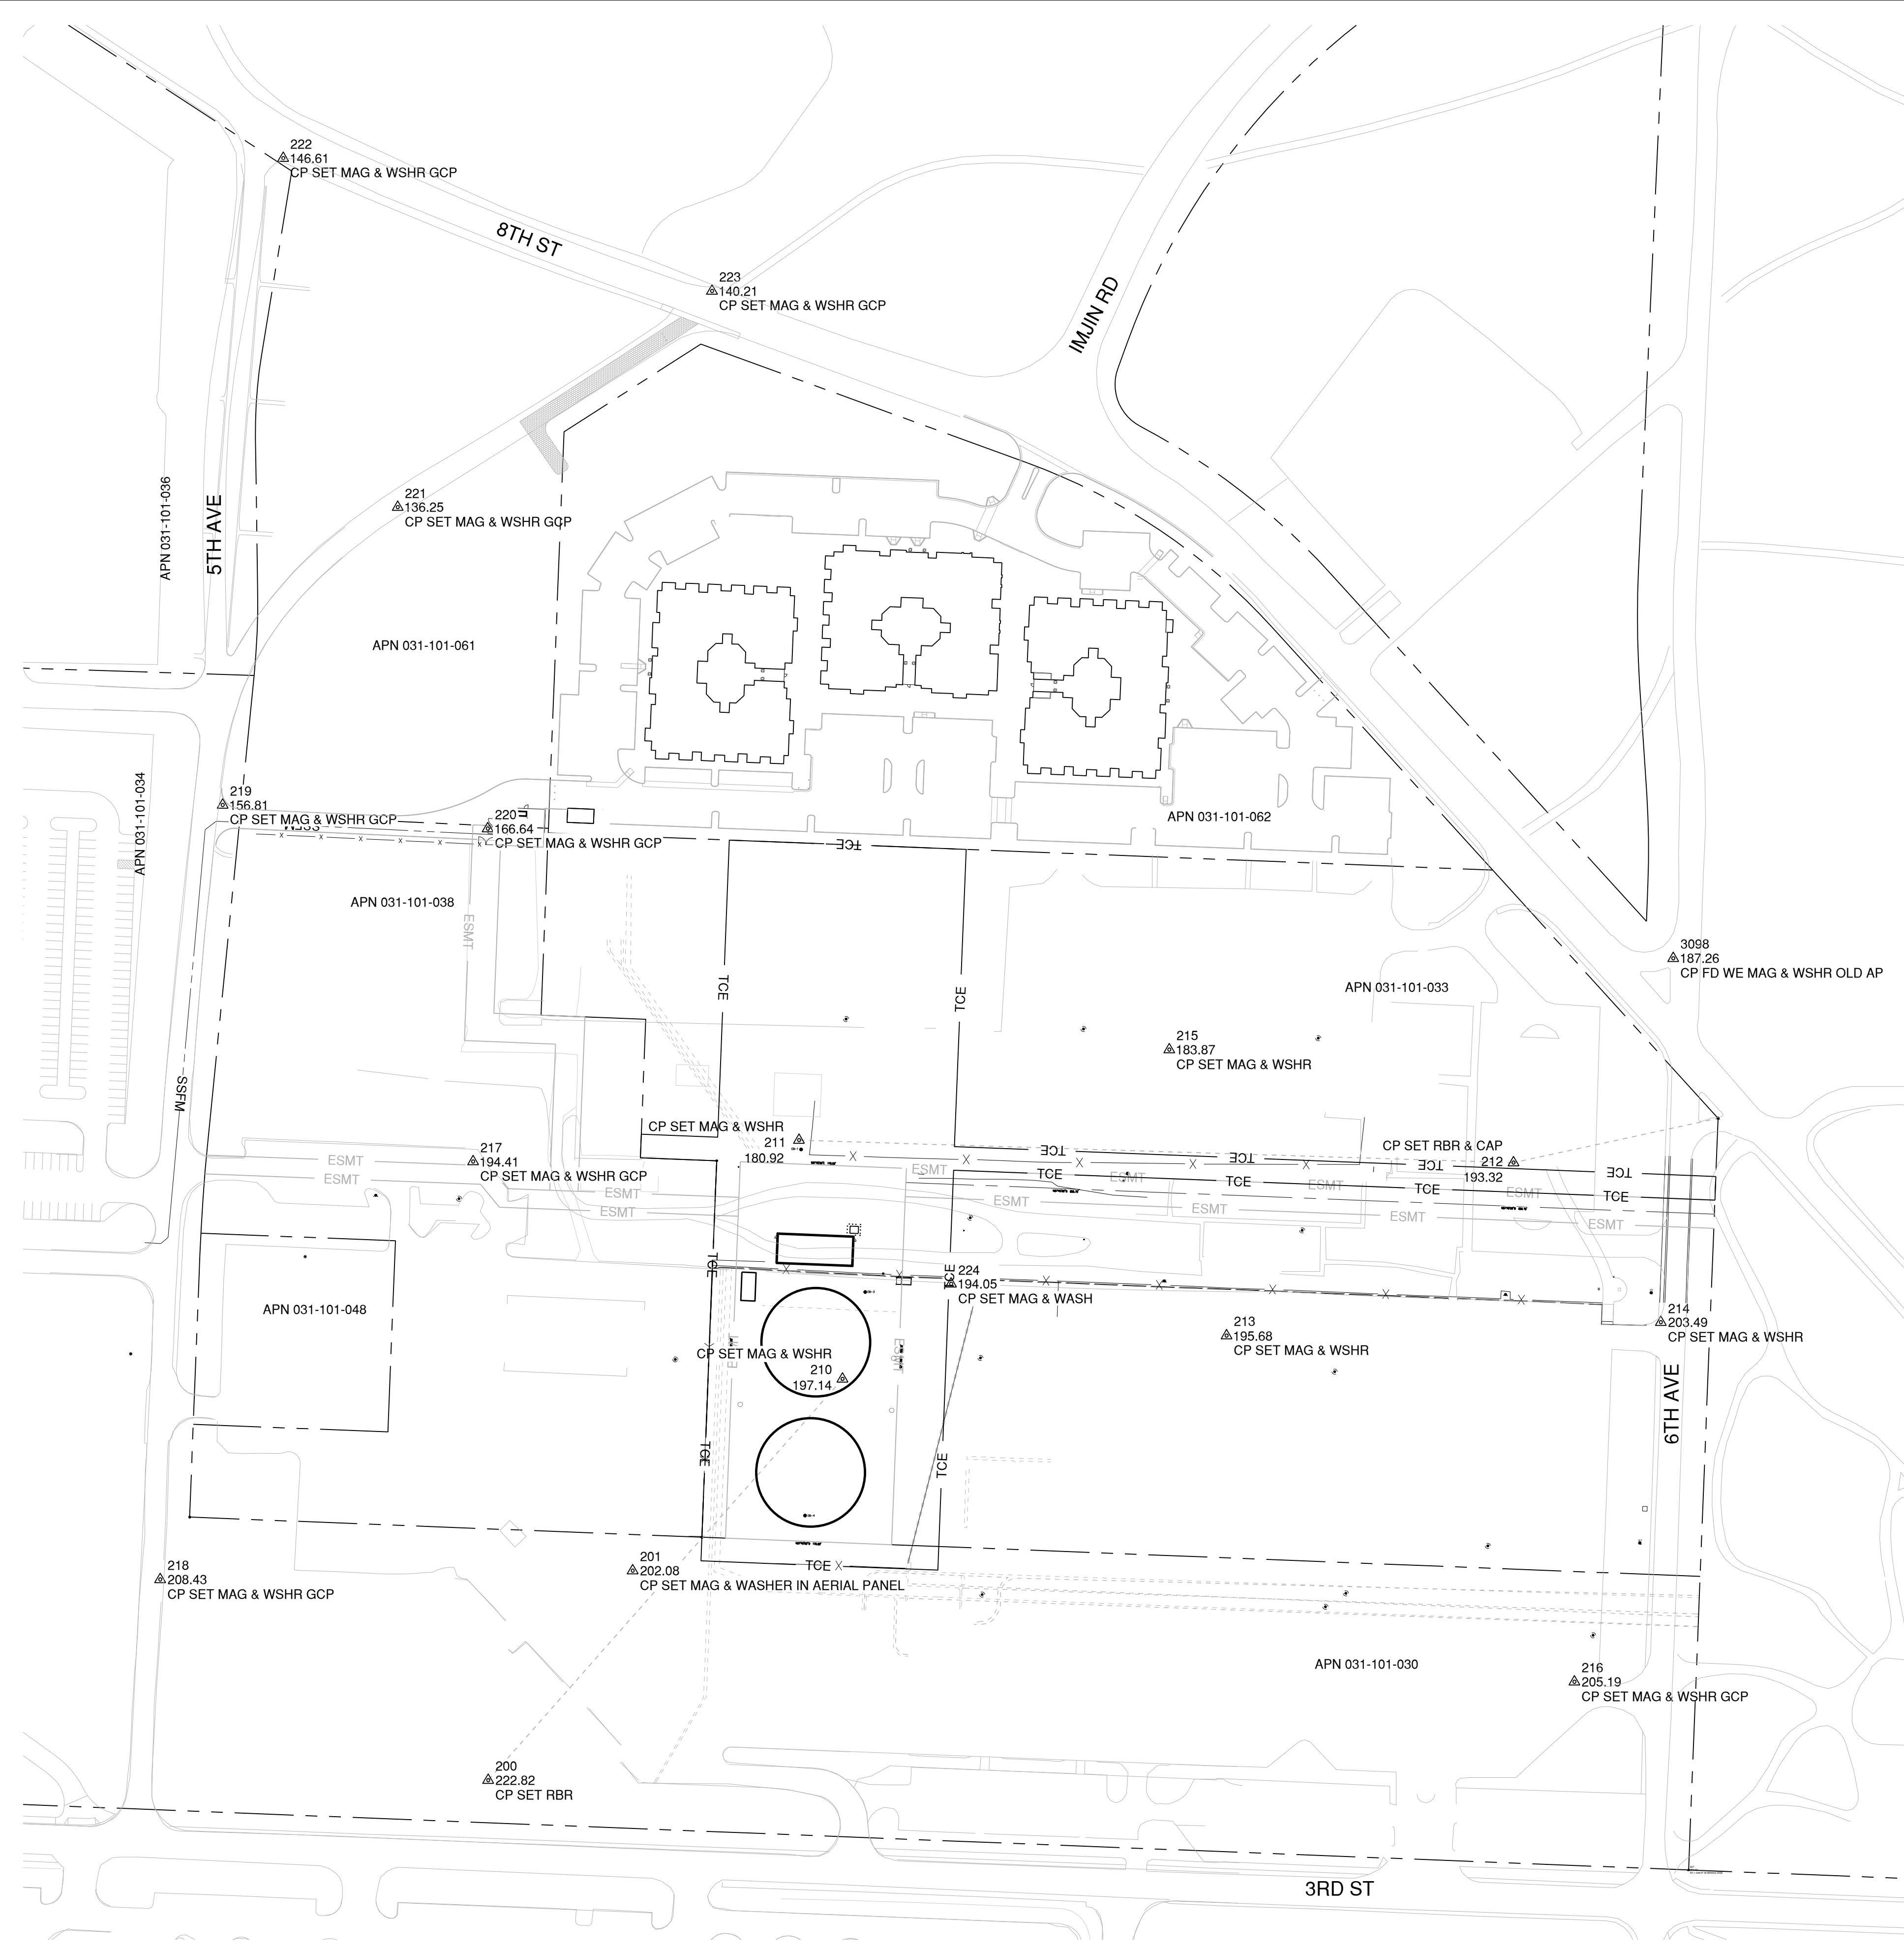 222
146.61
CP SET MAG & WSHR GCP
8TH ST
223
140.21
CP SET MAG & WSHR GCP
IMJIN RD
221
136.25
CP SET MAG & WSHR GCP
APN 031-101-036
5TH AVE
APN 031-101-061
219
156.81
CP SET MAG & WSHR GCP
SSFM
220
166.64
CP SET MAG & WSHR GCP
APN 031-101-062
TCE
APN 031-101-034
APN 031-101-038
ESMT
TCE
TCE
3098
187.26
CP FD WE MAG & WSHR OLD AP
APN 031-101-033
215
183.87
CP SET MAG & WSHR
SSFM
CP SET MAG & WSHR
211
180.92
CP SET RBR & CAP
212
193.32
217
194.41
CP SET MAG & WSHR GCP
TCE
TCE
TCE
TCE
TCE
TCE
TCE
TCE
ESMT
ESMT
ESMT
ESMT
ESMT
ESMT
ESMT
ESMT
ESMT
ESMT
ESMT
ESMT
TCE
TCE
224
194.05
CP SET MAG & WASH
APN 031-101-048
213
195.68
CP SET MAG & WSHR
214
203.49
CP SET MAG & WSHR
CP SET MAG & WSHR
210
197.14
ESMT
ESMT
6TH AVE
TCE
TCE
TCE
201
202.08
CP SET MAG & WASHER IN AERIAL PANEL
218
208.43
CP SET MAG & WSHR GCP
APN 031-101-030
216
205.19
CP SET MAG & WSHR GCP
200
222.82
CP SET RBR
3RD ST